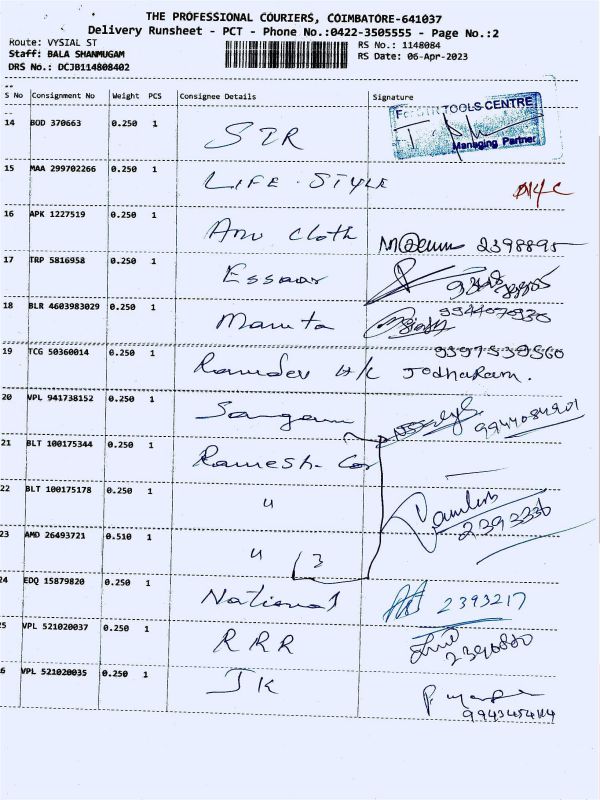 THE PROFESSIONAL COURIERS, COIMBATORE-641037
Delivery Runsheet - PCT - Phone No.:0422-3505555 - Page No.:2
Route: VYSIAL ST
RS No.: 1148084
Staff: BALA SHANMUGAM
RS Date: 06-Apr-2023
DRS No.: DCJB114808402
S No Consignment No Weight PCS Consignee Details Signature
TOOLS CENTRE
14 BOD 370663 0.250 1 STR
Managing Partner
15 MAA 299702266 0.250 1 LIFE STYLE
16 APK 1227519 0.250 1 Anu cloth 2398895
17 TRP 5816958 0.250 1 Essaar
18 BLR 4603983029 0.250 1 Maruta 9944070930
19 TCG 50360014 0.250 1 Ramdev H/C Jodharam.
9597539560
20 VPL 941738152 0.250 1 Sangam 9944084901
21 BLT 100175344 0.250 1 Ramesh Cor
22 BLT 100175178 0.250 1 "
2393330
23 AMD 26493721 0.510 1 " 3
24 EDQ 15879820 0.250 1 National 2393217
25 VPL 521020037 0.250 1 RRR
26 VPL 521020035 0.250 1 JK